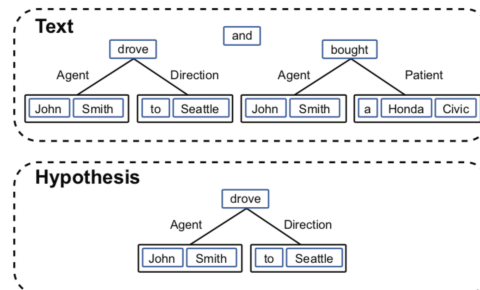 Text
and
drove bought
Agent Direction Agent Patient
John Smith to Seattle John Smith a Honda Civic
Hypothesis
drove
Agent Direction
John Smith to Seattle